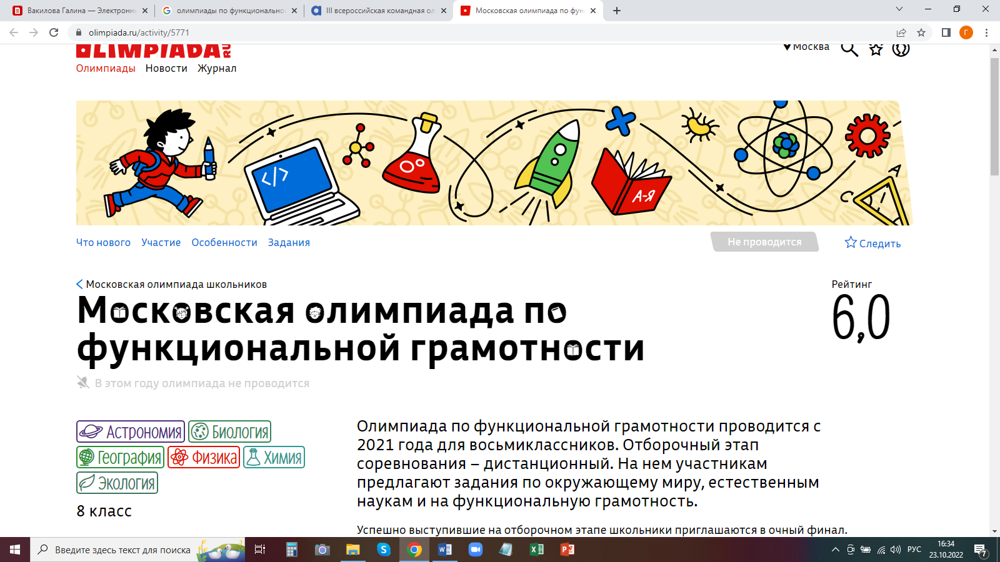 Вакилова Галина — Электронн
олимпиады по функциональной
III всероссийская командная ол
Московская олимпиада по фун
olimpiada.ru/activity/5771
Г
OLIMPIADA.RU
Москва
Олимпиады Новости Журнал
</>
А-Я
А
С
Что нового Участие Особенности Задания
Не проводится
Следить
Московская олимпиада школьников
Рейтинг
Московская олимпиада по
функциональной грамотности
6,0
В этом году олимпиада не проводится
Астрономия Биология
География Физика Химия
Экология
8 класс
Олимпиада по функциональной грамотности проводится с
2021 года для восьмиклассников. Отборочный этап
соревнования – дистанционный. На нем участникам
предлагают задания по окружающему миру, естественным
наукам и на функциональную грамотность.
Успешно выступившие на отборочном этапе школьники приглашаются в очный финал.
Введите здесь текст для поиска
РУС
16:34
23.10.2022
7